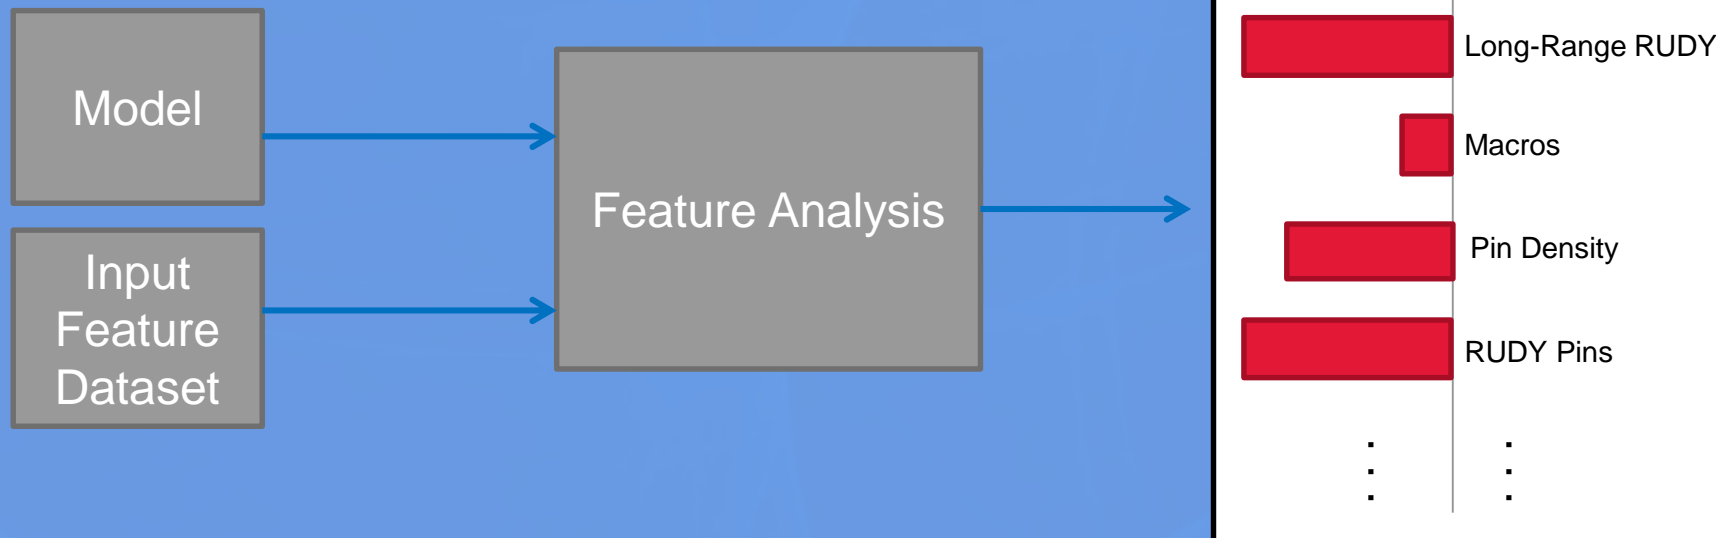 Model
Input
Feature
Dataset
Feature Analysis
Long-Range RUDY
Macros
Pin Density
RUDY Pins